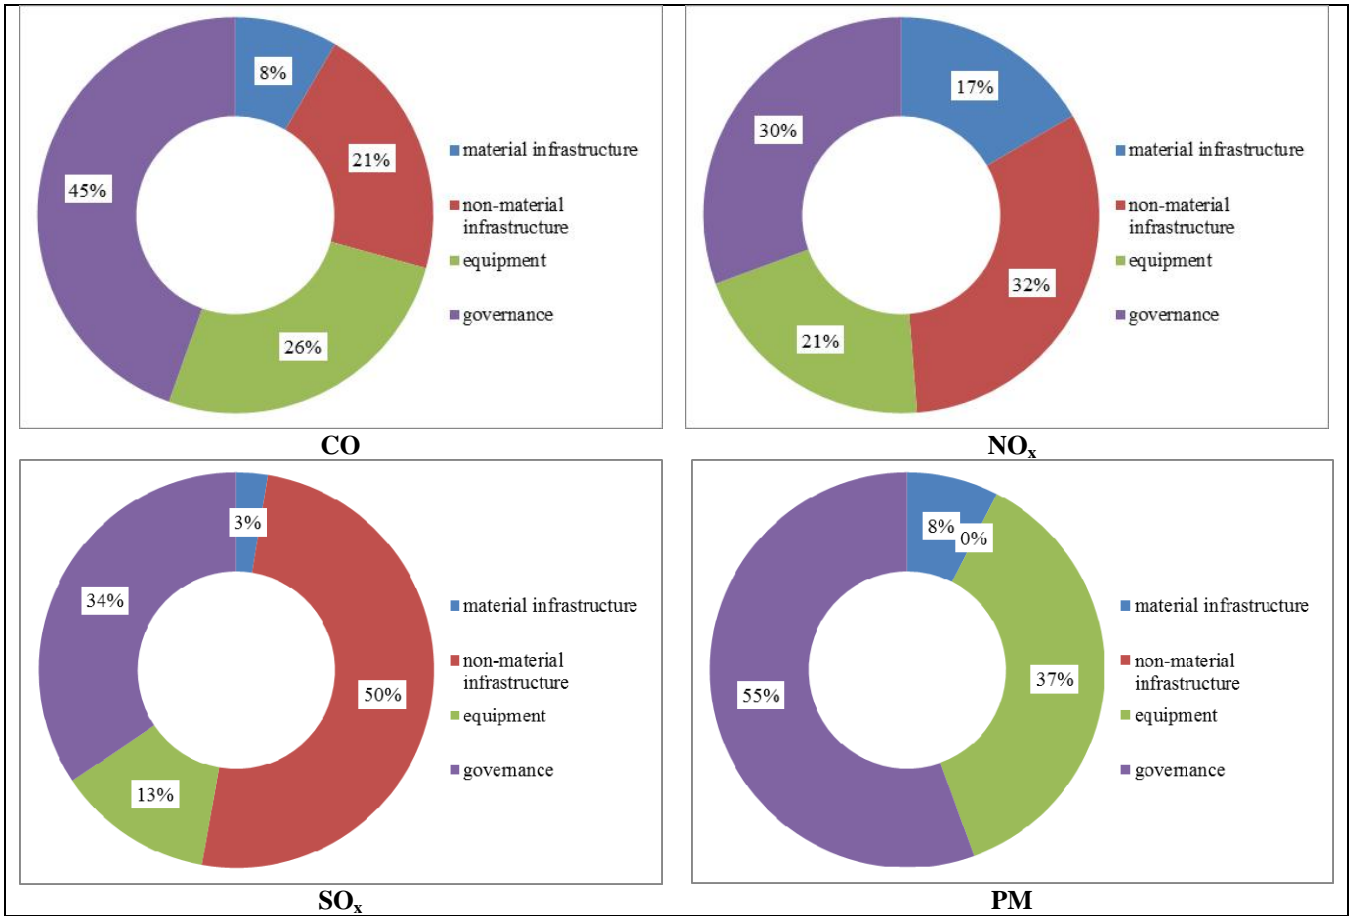 8%
21%
26%
45%
material infrastructure
non-material
infrastructure
equipment
governance
CO
17%
32%
21%
30%
material infrastructure
non-material
infrastructure
equipment
governance
NOx
3%
50%
13%
34%
material infrastructure
non-material
infrastructure
equipment
governance
SOx
8%
0%
37%
55%
material infrastructure
non-material
infrastructure
equipment
governance
PM